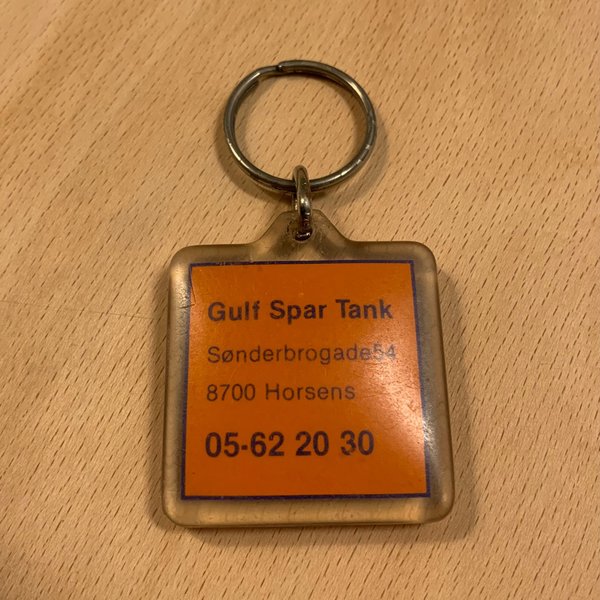 Gulf Spar Tank
Sønderbrogade54
8700 Horsens
05-62 20 30